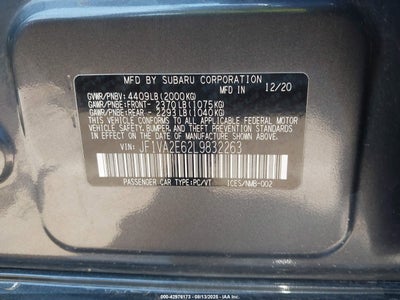 MFD BY SUBARU CORPORATION 12/20
GVWR/PNBV: 4409LB(2000KG)
GAWR/PNBE:FRONT- 2370LB(1075KG)
GAWR/PNBE:REAR - 2293LB(1040KG)
THIS VEHICLE CONFORMS TO ALL APPLICABLE FEDERAL MOTOR
VEHICLE SAFETY, BUMPER, AND THEFT PREVENTION STANDARDS
IN EFFECT ON THE DATE OF MANUFACTURE SHOWN ABOVE.
VIN: JF1VA2E62L9832263
PASSENGER CAR TYPE:PC/VT ICES/NMB-002
000-42979173 - 08/13/2025 - IAA Inc.